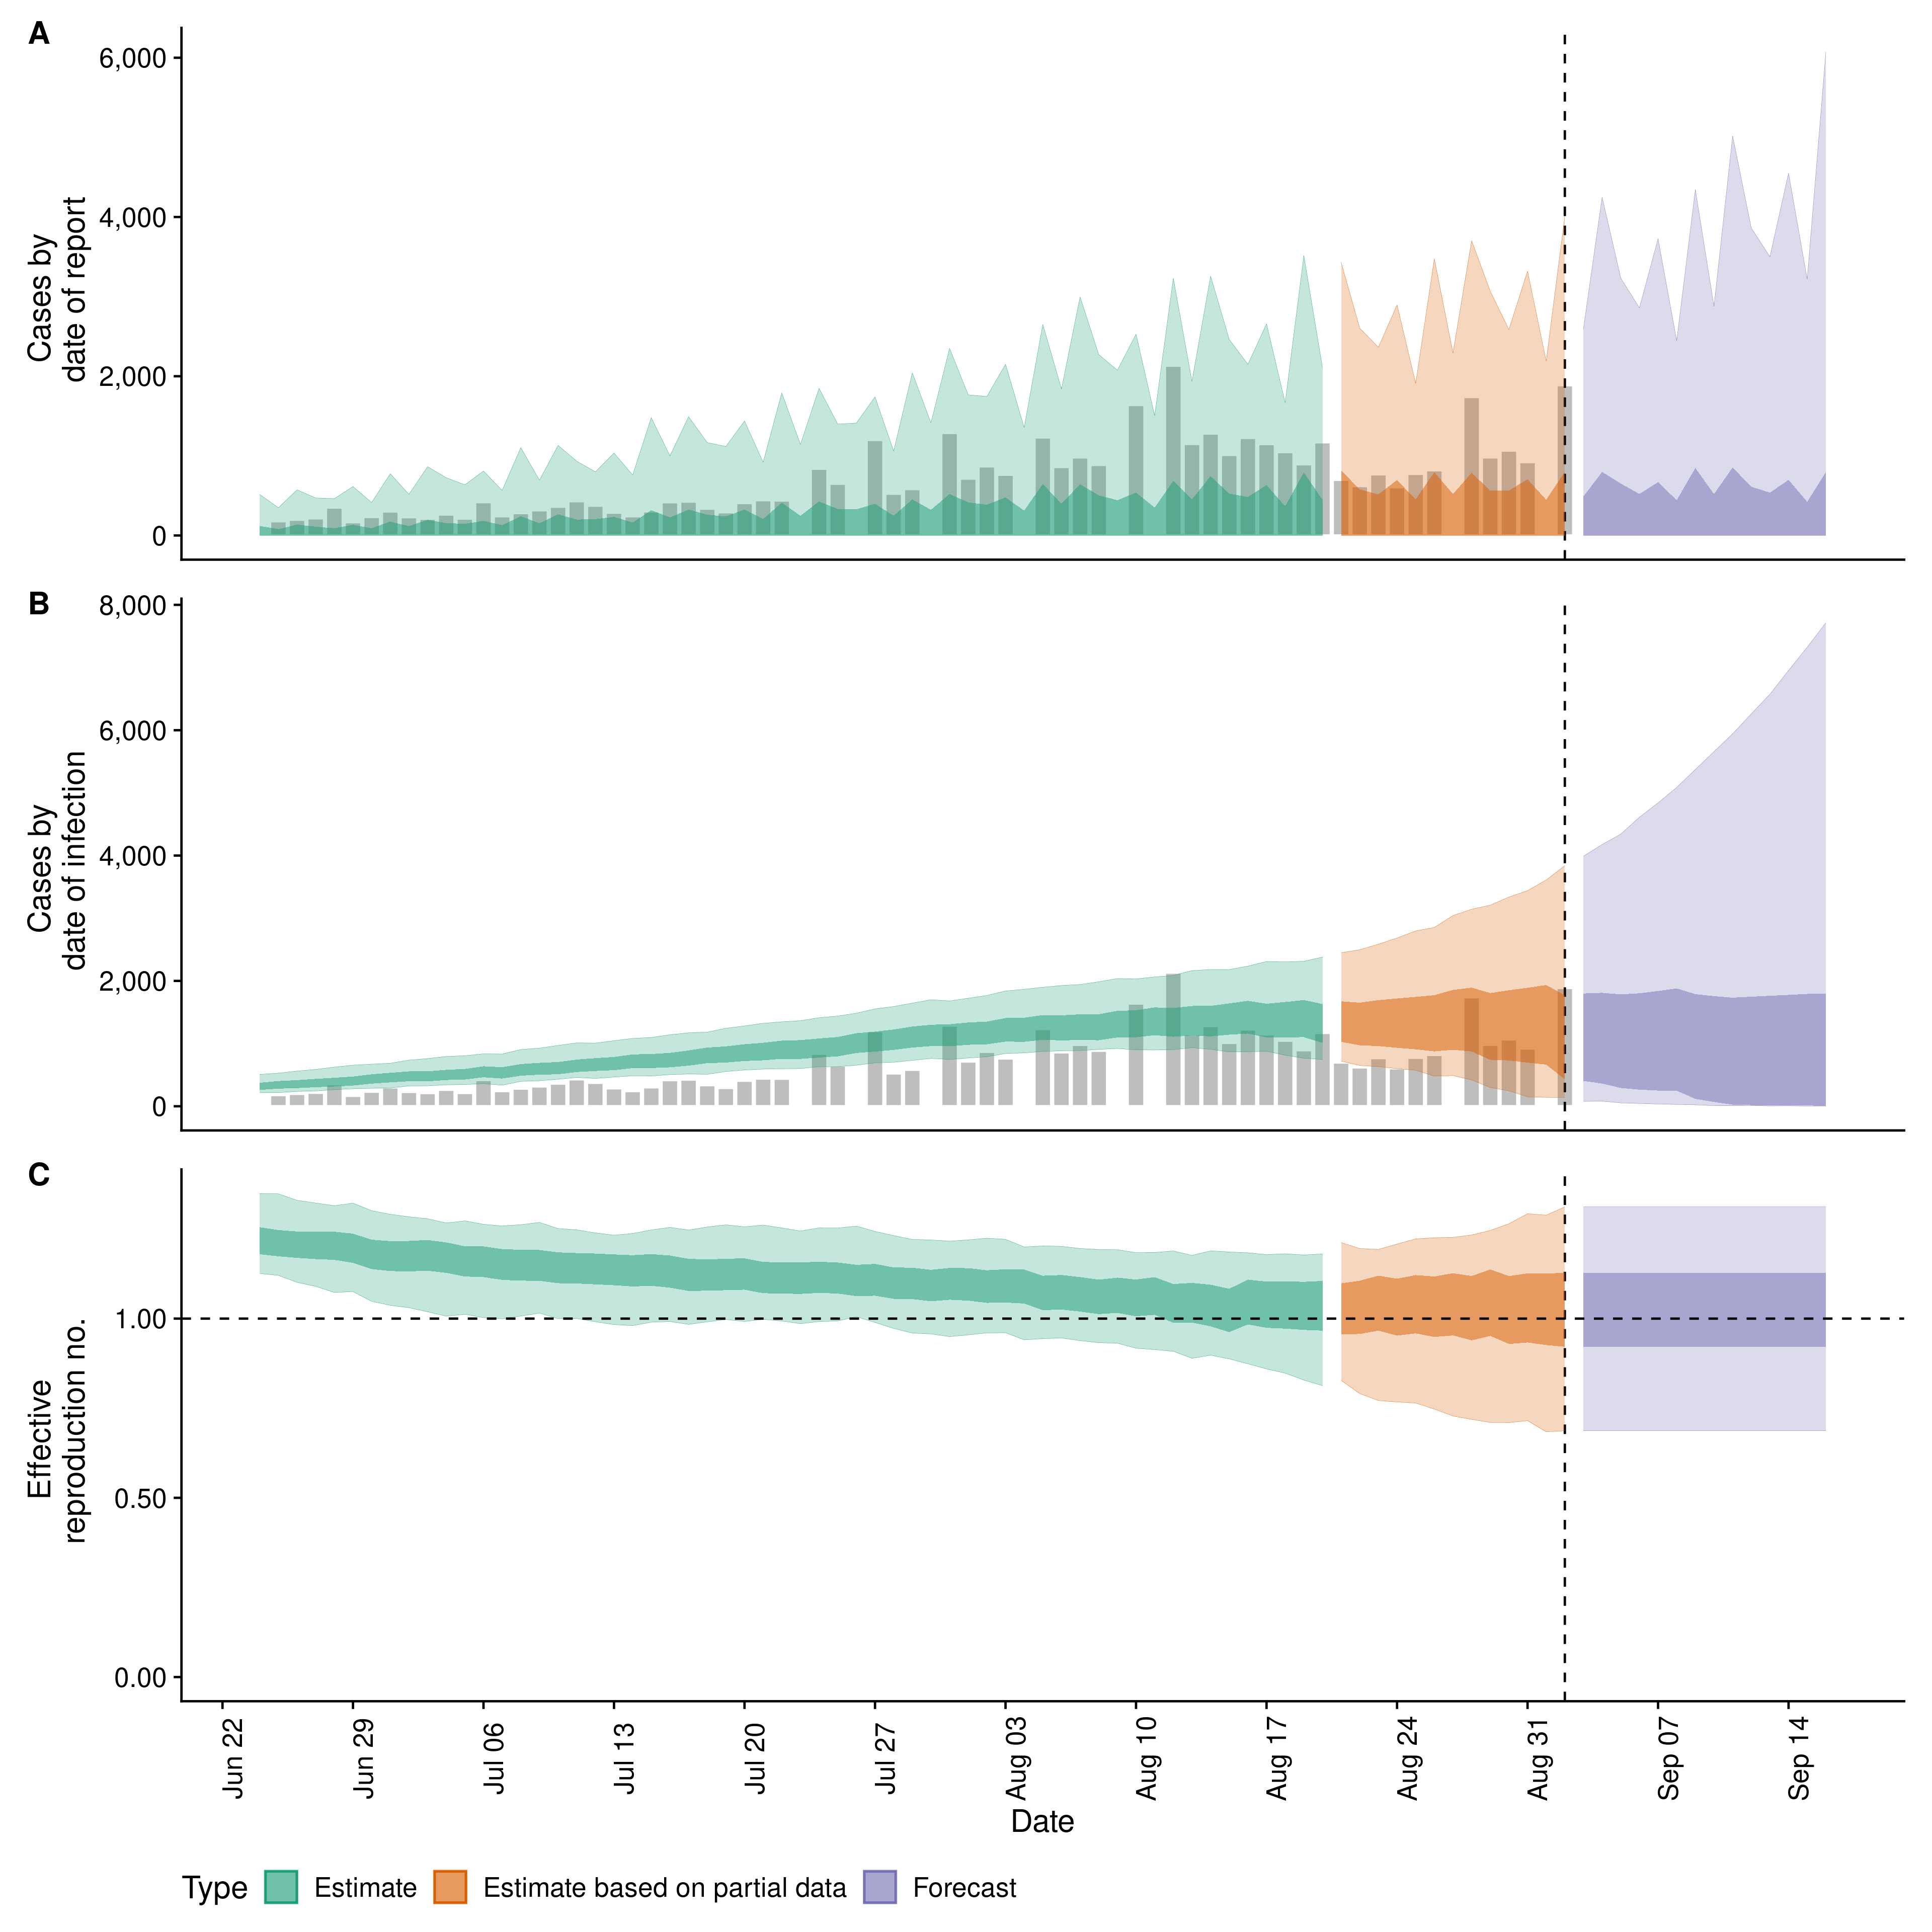 A
6,000
4,000
2,000
0
Cases by
date of report
B
8,000
6,000
4,000
2,000
0
Cases by
date of infection
C
1.00
0.50
0.00
Effective
reproduction no.
Jun 22
Jun 29
Jul 06
Jul 13
Jul 20
Jul 27
Aug 03
Aug 10
Aug 17
Aug 24
Aug 31
Sep 07
Sep 14
Date
Type Estimate Estimate based on partial data Forecast